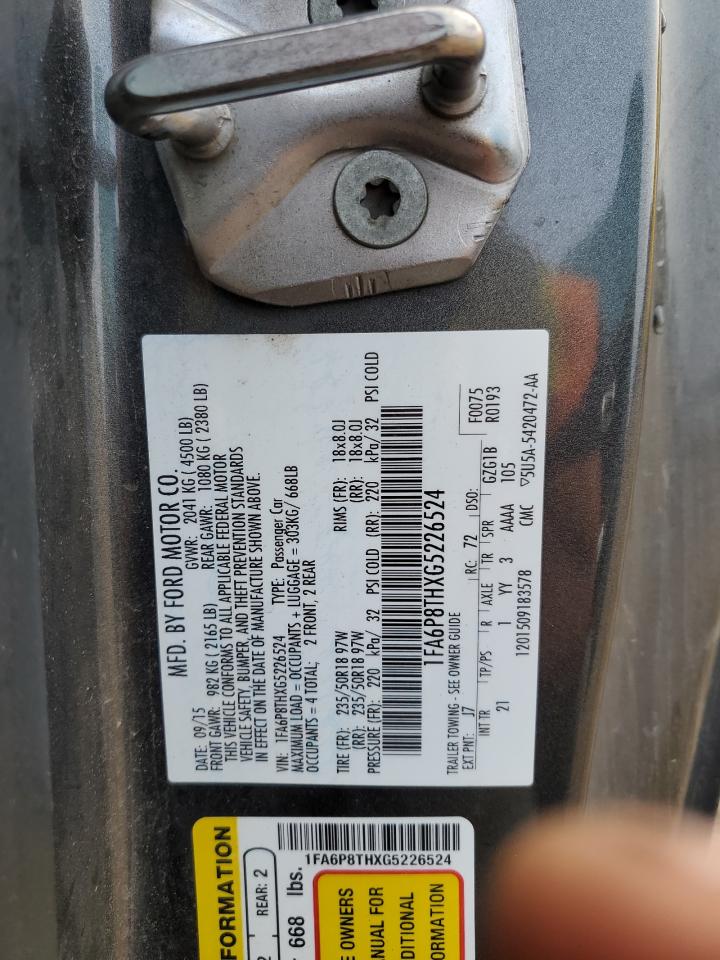 MFD. BY FORD MOTOR CO.
DATE: 09/15 GVWR: 2041 KG ( 4500 LB)
FRONT GAWR: 982 KG ( 2165 LB) REAR GAWR: 1080 KG ( 2380 LB)
THIS VEHICLE CONFORMS TO ALL APPLICABLE FEDERAL MOTOR
VEHICLE SAFETY, BUMPER, AND THEFT PREVENTION STANDARDS
IN EFFECT ON THE DATE OF MANUFACTURE SHOWN ABOVE.
VIN: 1FA6P8THXG5226524 TYPE: Passenger Car
MAXIMUM LOAD = OCCUPANTS + LUGGAGE = 303KG/ 668LB
OCCUPANTS = 4 TOTAL; 2 FRONT, 2 REAR
TIRE (FR): 235/50R18 97W RIMS (FR): 18x8.0J
(RR): 235/50R18 97W (RR): 18x8.0J
PRESSURE (FR): 220 kPa/ 32 PSI COLD (RR): 220 kPa/ 32 PSI COLD
1FA6P8THXG5226524
TRAILER TOWING - SEE OWNER GUIDE F0075
EXT PNT: J7 RC: 72 DSO: R0193
INT TR TP/PS R AXLE TR SPR GZG1B
21 1 YY 3 AAAA 105
1201509183578 CMC ▽5U5A-5420472-AA
FORMATION
2 REAR: 2
668 lbs.
1FA6P8THXG5226524
E OWNERS
ANUAL FOR
DITIONAL
ORMATION